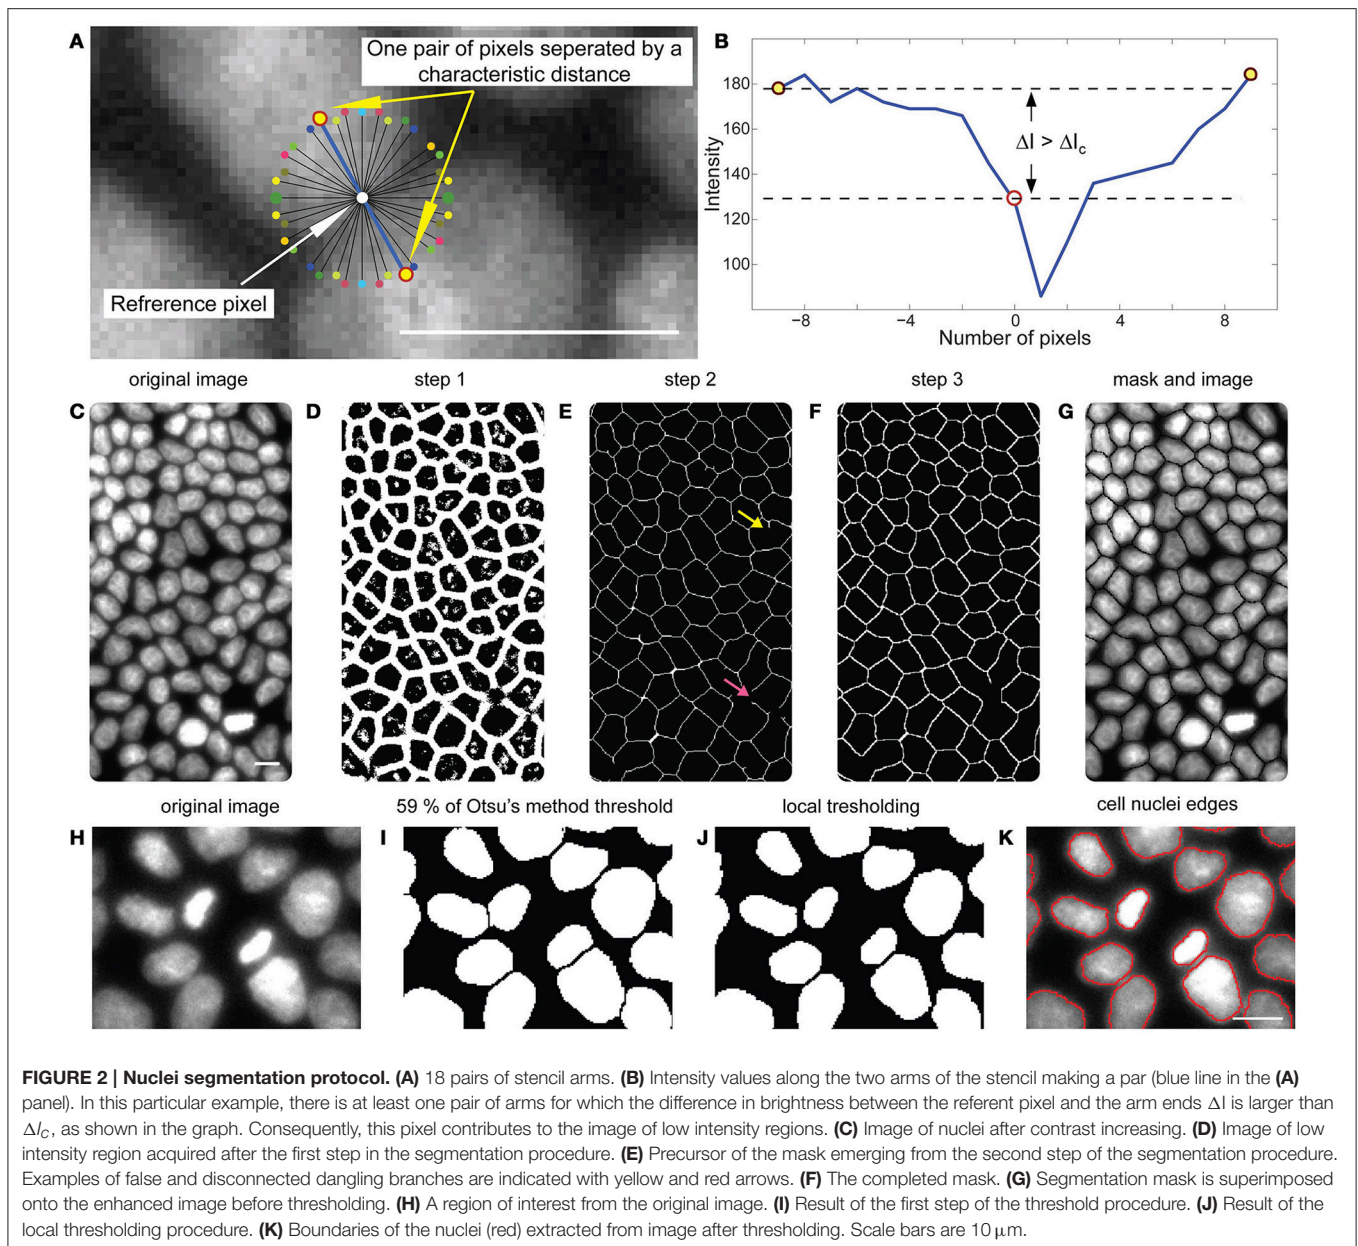 A
One pair of pixels seperated by a
characteristic distance
Refrerence pixel
B
180
160
140
120
100
Intensity
ΔI > ΔIc
−8
−4
0
4
8
Number of pixels
original image
step 1
step 2
step 3
mask and image
C
D
E
F
G
original image
59 % of Otsu's method threshold
local tresholding
cell nuclei edges
H
I
J
K
FIGURE 2 | Nuclei segmentation protocol. (A) 18 pairs of stencil arms. (B) Intensity values along the two arms of the stencil making a par (blue line in the (A)
panel). In this particular example, there is at least one pair of arms for which the difference in brightness between the referent pixel and the arm ends ΔI is larger than
ΔIC, as shown in the graph. Consequently, this pixel contributes to the image of low intensity regions. (C) Image of nuclei after contrast increasing. (D) Image of low
intensity region acquired after the first step in the segmentation procedure. (E) Precursor of the mask emerging from the second step of the segmentation procedure.
Examples of false and disconnected dangling branches are indicated with yellow and red arrows. (F) The completed mask. (G) Segmentation mask is superimposed
onto the enhanced image before thresholding. (H) A region of interest from the original image. (I) Result of the first step of the threshold procedure. (J) Result of the
local thresholding procedure. (K) Boundaries of the nuclei (red) extracted from image after thresholding. Scale bars are 10 μm.